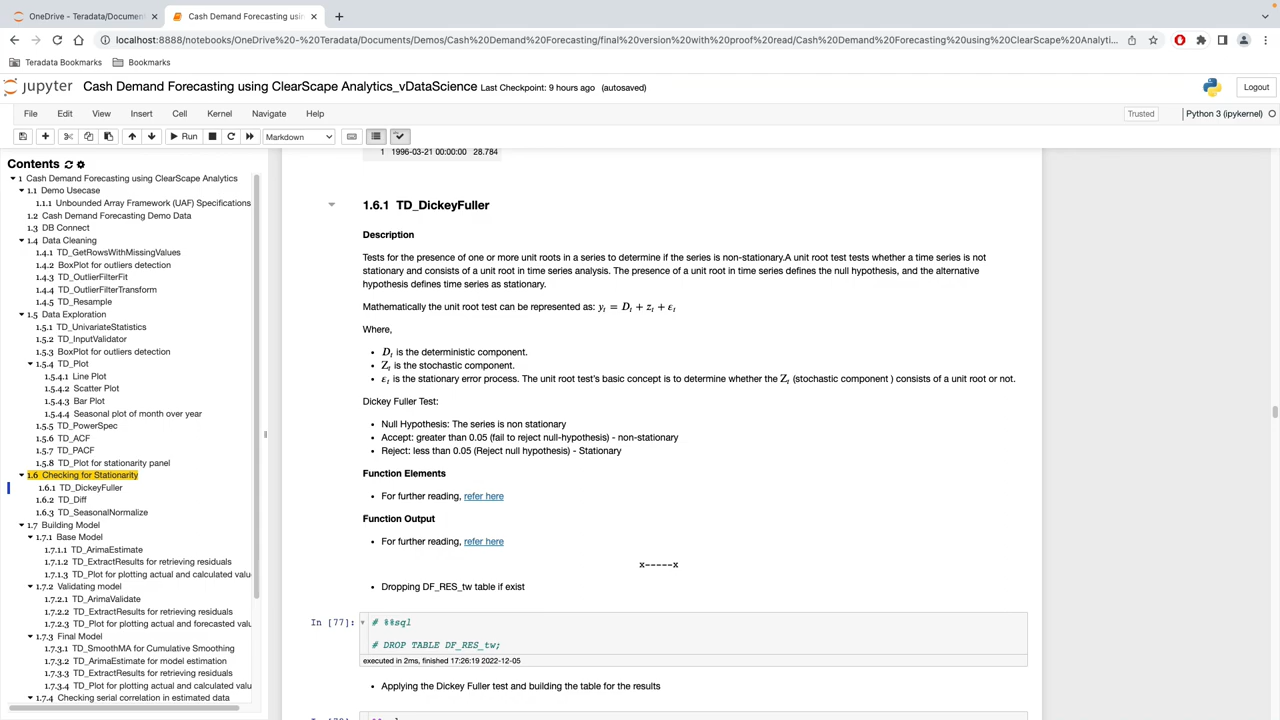 OneDrive - Teradata/Document
Cash Demand Forecasting usin
localhost:8888/notebooks/OneDrive%20-%20Teradata/Documents/Demos/Cash%20Demand%20Forecasting/final%20version%20with%20proof%20read/Cash%20Demand%20Forecasting%20using%20ClearScape%20Analyti...
Teradata Bookmarks
Bookmarks
jupyter
Cash Demand Forecasting using ClearScape Analytics_vDataScience Last Checkpoint: 9 hours ago (autosaved)
Logout
File Edit View Insert Cell Kernel Navigate Help
Trusted
Python 3 (ipykernel)
Run
Markdown
Contents
1 Cash Demand Forecasting using ClearScape Analytics
1.1 Demo Usecase
1.1.1 Unbounded Array Framework (UAF) Specifications
1.2 Cash Demand Forecasting Demo Data
1.3 DB Connect
1.4 Data Cleaning
1.4.1 TD_GetRowsWithMissingValues
1.4.2 BoxPlot for outliers detection
1.4.3 TD_OutlierFilterFit
1.4.4 TD_OutlierFilterTransform
1.4.5 TD_Resample
1.5 Data Exploration
1.5.1 TD_UnivariateStatistics
1.5.2 TD_InputValidator
1.5.3 BoxPlot for outliers detection
1.5.4 TD_Plot
1.5.4.1 Line Plot
1.5.4.2 Scatter Plot
1.5.4.3 Bar Plot
1.5.4.4 Seasonal plot of month over year
1.5.5 TD_PowerSpec
1.5.6 TD_ACF
1.5.7 TD_PACF
1.5.8 TD_Plot for stationarity panel
1.6 Checking for Stationarity
1.6.1 TD_DickeyFuller
1.6.2 TD_Diff
1.6.3 TD_SeasonalNormalize
1.7 Building Model
1.7.1 Base Model
1.7.1.1 TD_ArimaEstimate
1.7.1.2 TD_ExtractResults for retrieving residuals
1.7.1.3 TD_Plot for plotting actual and calculated valu
1.7.2 Validating model
1.7.2.1 TD_ArimaValidate
1.7.2.2 TD_ExtractResults for retrieving residuals
1.7.2.3 TD_Plot for plotting actual and forecasted valu
1.7.3 Final Model
1.7.3.1 TD_SmoothMA for Cumulative Smoothing
1.7.3.2 TD_ArimaEstimate for model estimation
1.7.3.3 TD_ExtractResults for retrieving residuals
1.7.3.4 TD_Plot for plotting actual and calculated valu
1.7.4 Checking serial correlation in estimated data
1 1996-03-21 00:00:00 28.784
1.6.1 TD_DickeyFuller
Description
Tests for the presence of one or more unit roots in a series to determine if the series is non-stationary.A unit root test tests whether a time series is not
stationary and consists of a unit root in time series analysis. The presence of a unit root in time series defines the null hypothesis, and the alternative
hypothesis defines time series as stationary.
Mathematically the unit root test can be represented as: yₜ = Dₜ + zₜ + εₜ
Where,
• Dₜ is the deterministic component.
• Zₜ is the stochastic component.
• εₜ is the stationary error process. The unit root test's basic concept is to determine whether the Zₜ (stochastic component ) consists of a unit root or not.
Dickey Fuller Test:
• Null Hypothesis: The series is non stationary
• Accept: greater than 0.05 (fail to reject null-hypothesis) - non-stationary
• Reject: less than 0.05 (Reject null hypothesis) - Stationary
Function Elements
• For further reading, refer here
Function Output
• For further reading, refer here
x-----x
• Dropping DF_RES_tw table if exist
In [77]: # %%sql
# DROP TABLE DF_RES_tw;
executed in 2ms, finished 17:26:19 2022-12-05
• Applying the Dickey Fuller test and building the table for the results